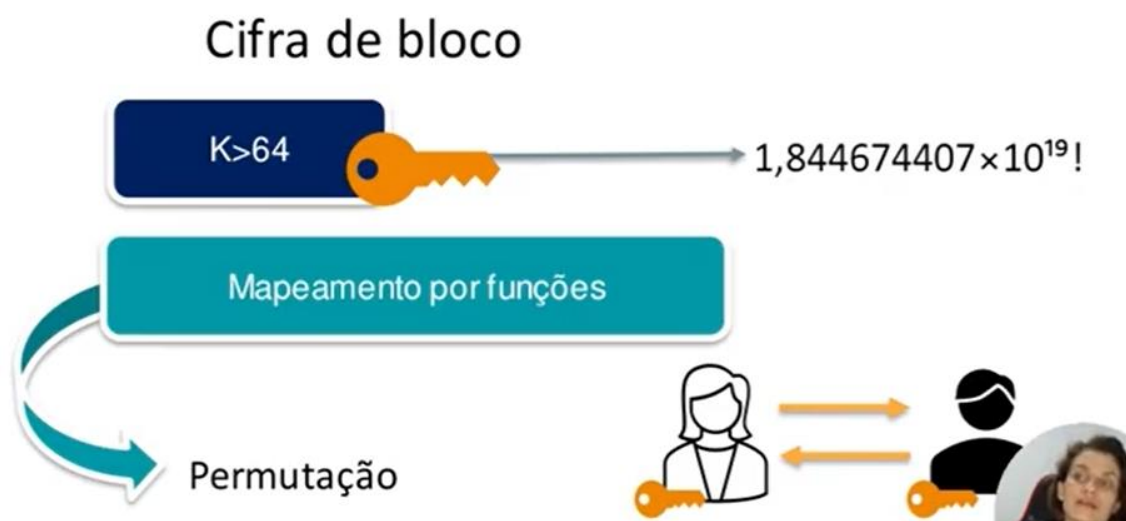 Cifra de bloco
K>64
1,844674407×10¹⁹!
Mapeamento por funções
Permutação